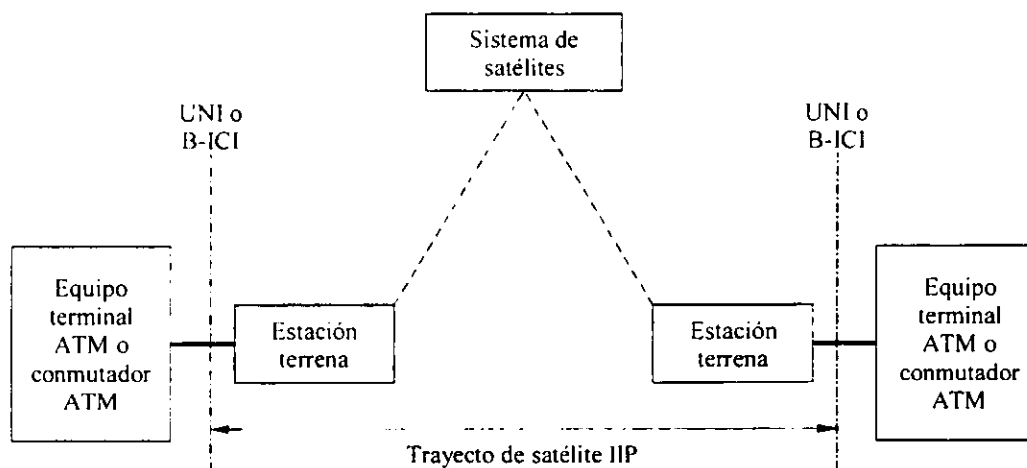 Sistema de
satélites
UNI o
B-ICI
UNI o
B-ICI
Equipo
terminal
ATM o
conmutador
ATM
Estación
terrena
Estación
terrena
Equipo
terminal
ATM o
conmutador
ATM
Trayecto de satélite IIP